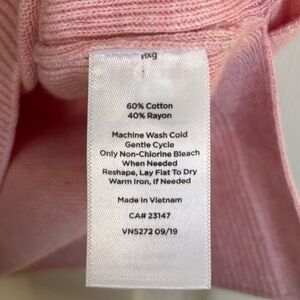 60% Cotton
40% Rayon
Machine Wash Cold
Gentle Cycle
Only Non-Chlorine Bleach
When Needed
Reshape, Lay Flat To Dry
Warm Iron, If Needed
Made in Vietnam
CA# 23147
VN5272 09/19